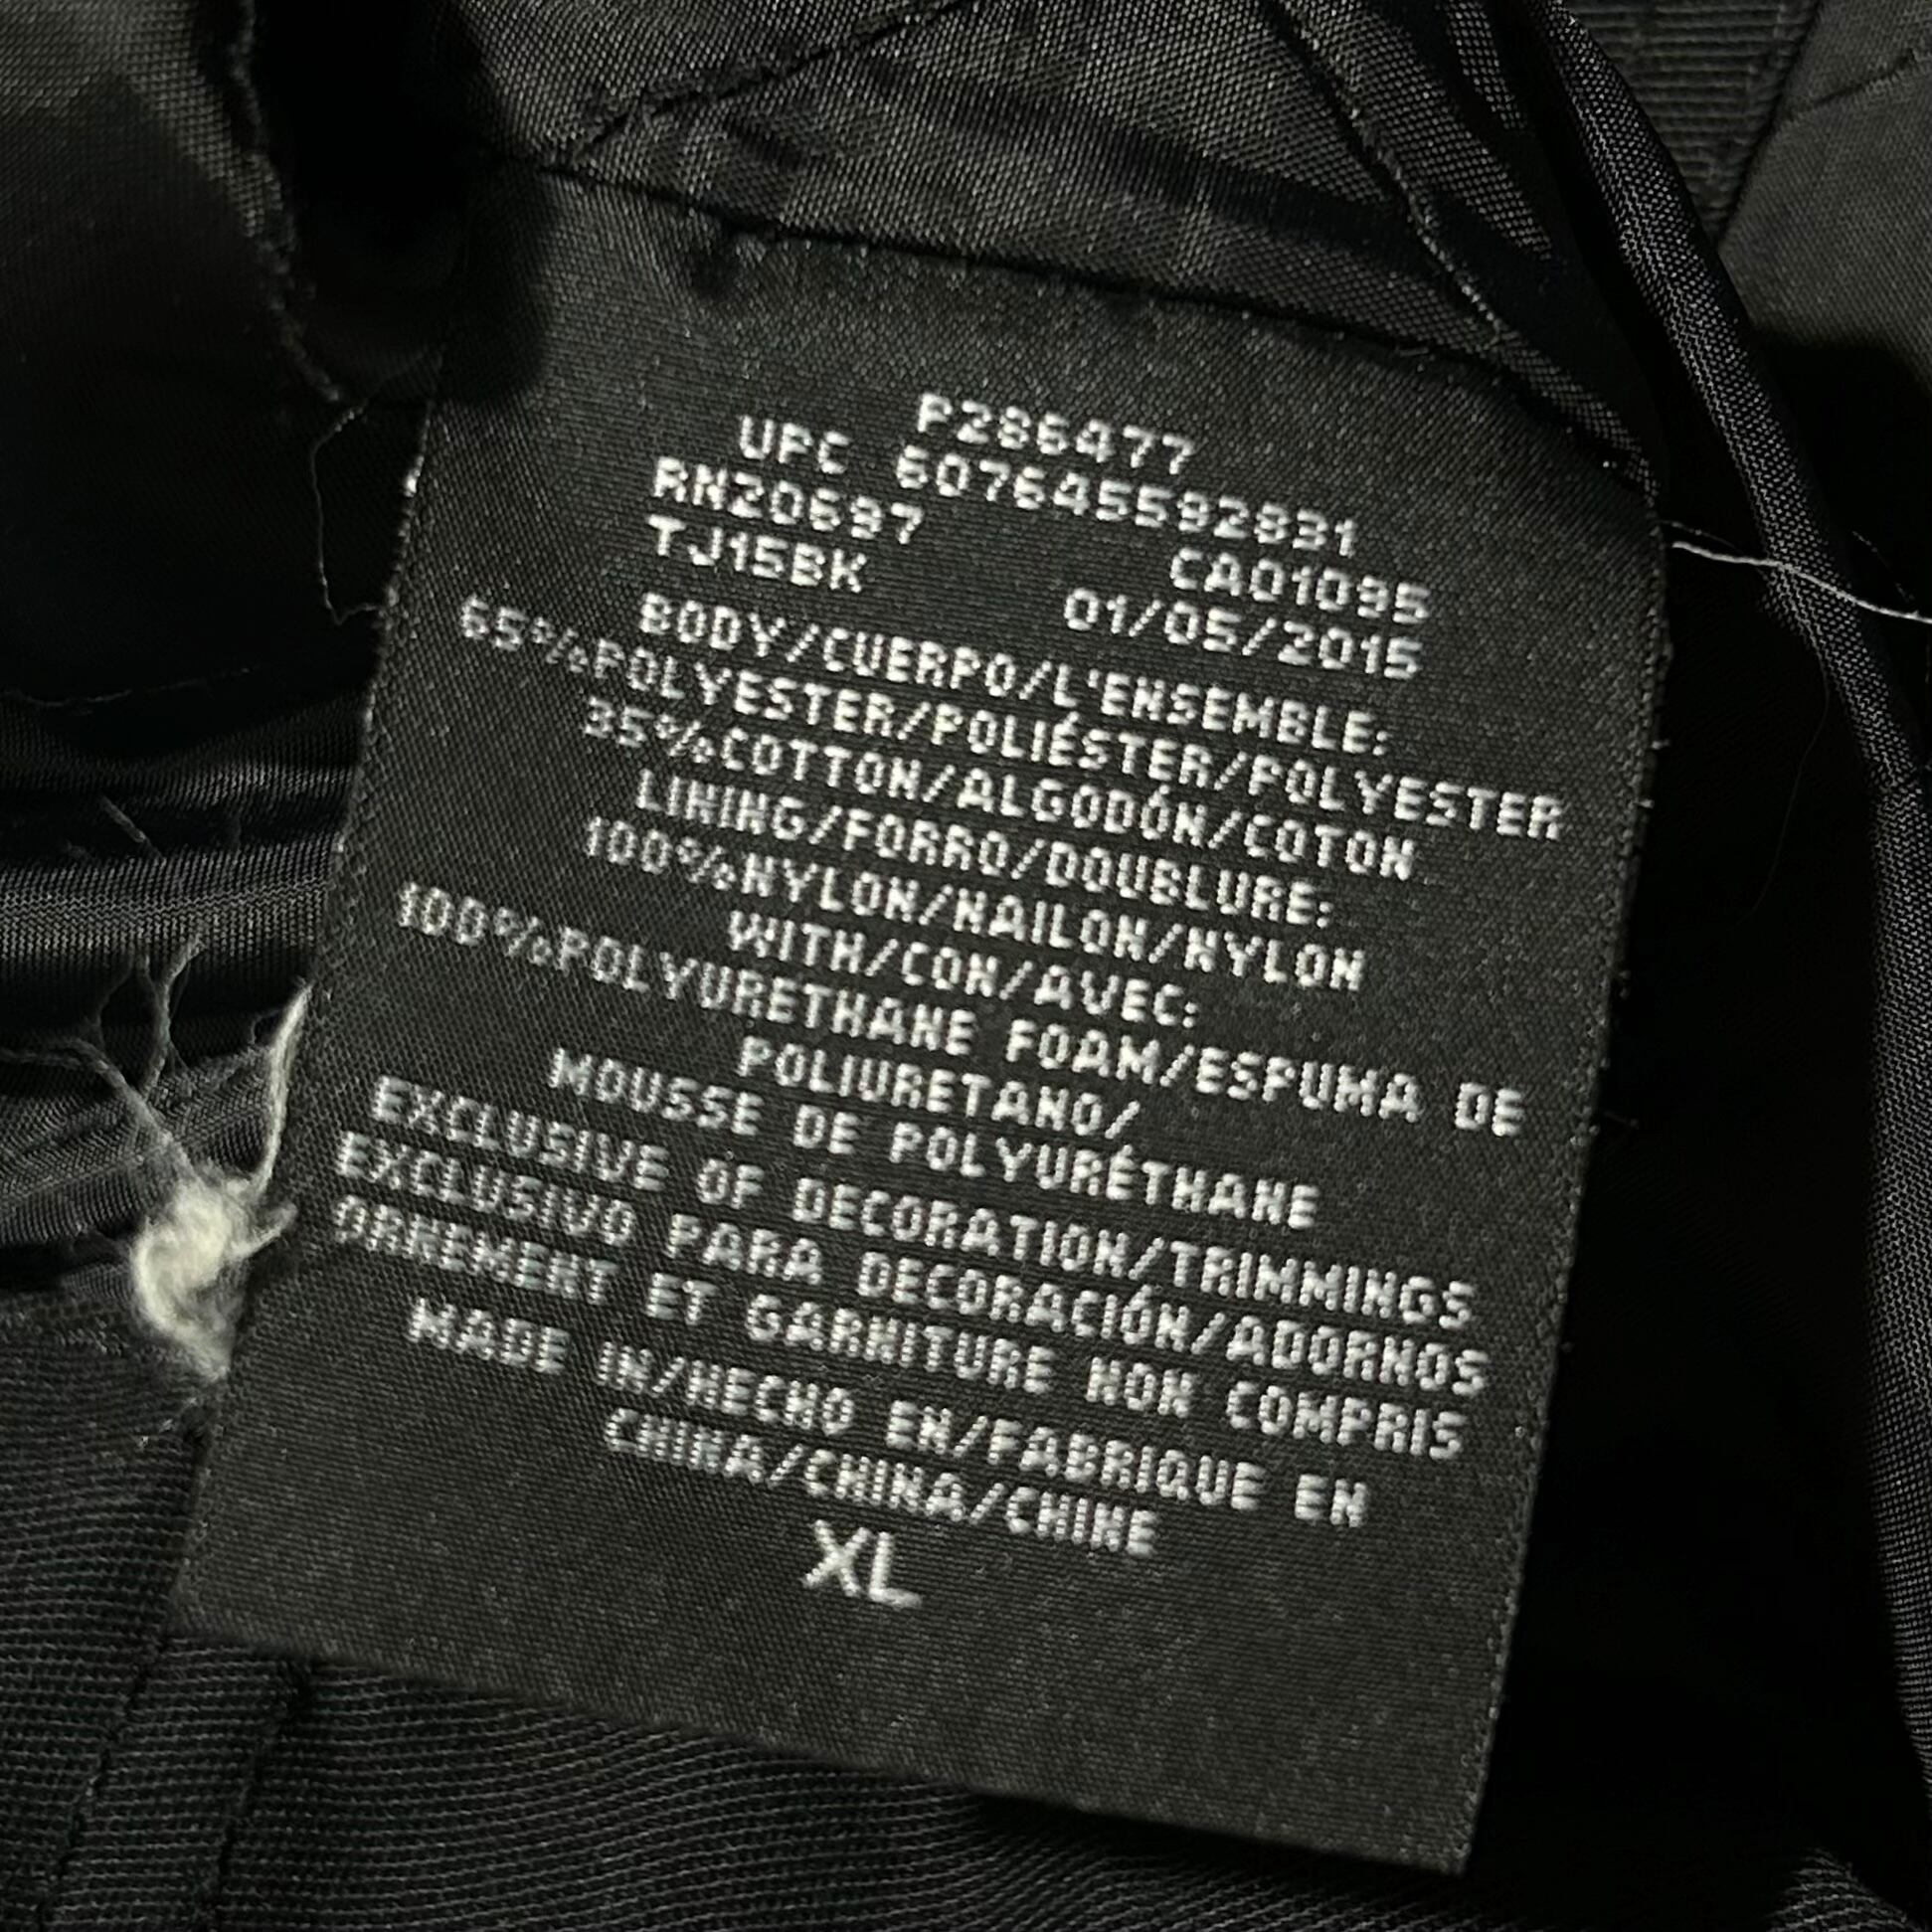 P286477
UPC 607645592831
RN20697 CA01095
TJ15BK 01/05/2015
BODY/CUERPO/L'ENSEMBLE:
65%POLYESTER/POLIÉSTER/POLYESTER
35%COTTON/ALGODÓN/COTON
LINING/FORRO/DOUBLURE:
100%NYLON/NAILON/NYLON
WITH/CON/AVEC:
100%POLYURETHANE FOAM/ESPUMA DE
POLIURETANO/
MOUSSE DE POLYURÉTHANE
EXCLUSIVE OF DECORATION/TRIMMINGS
EXCLUSIVO PARA DECORACIÓN/ADORNOS
ORNEMENT ET GARNITURE NON COMPRIS
MADE IN/HECHO EN/FABRIQUE EN
CHINA/CHINA/CHINE
XL